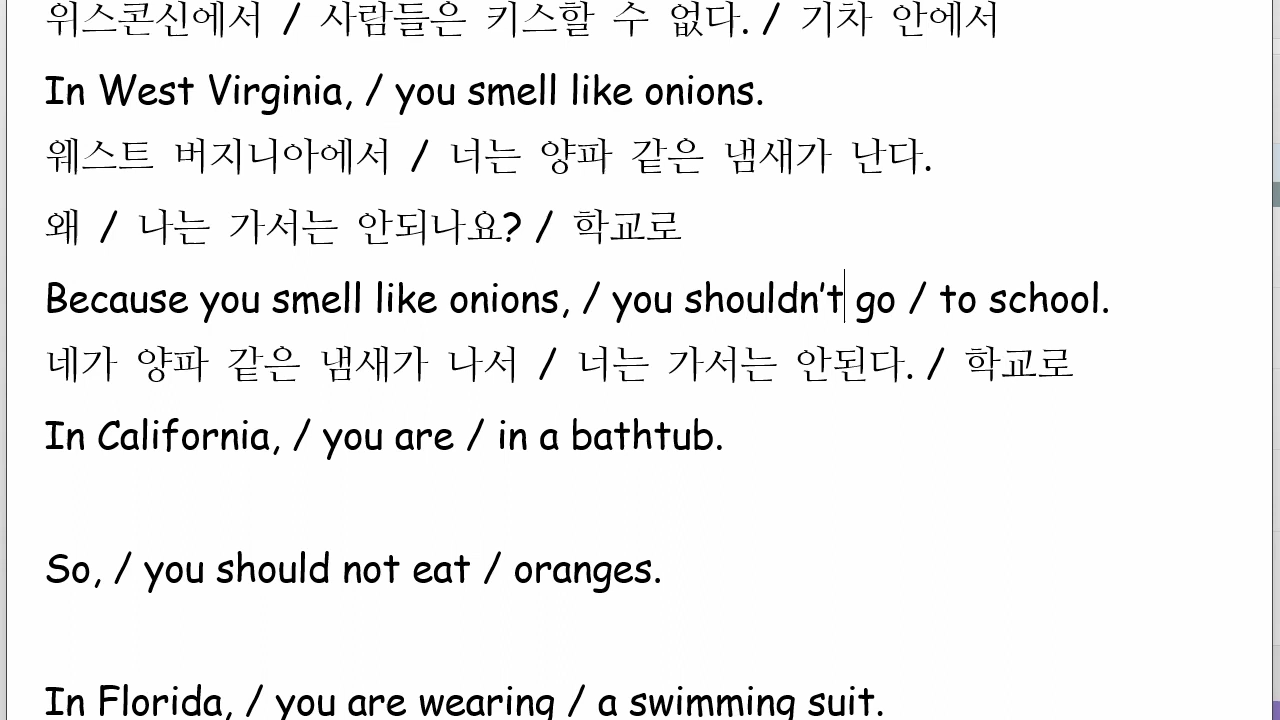 위스콘신에서 / 사람들은 키스할 수 없다. / 기차 안에서
In West Virginia, / you smell like onions.
웨스트 버지니아에서 / 너는 양파 같은 냄새가 난다.
왜 / 나는 가서는 안되나요? / 학교로
Because you smell like onions, / you shouldn't go / to school.
네가 양파 같은 냄새가 나서 / 너는 가서는 안된다. / 학교로
In California, / you are / in a bathtub.
So, / you should not eat / oranges.
In Florida, / you are wearing / a swimming suit.